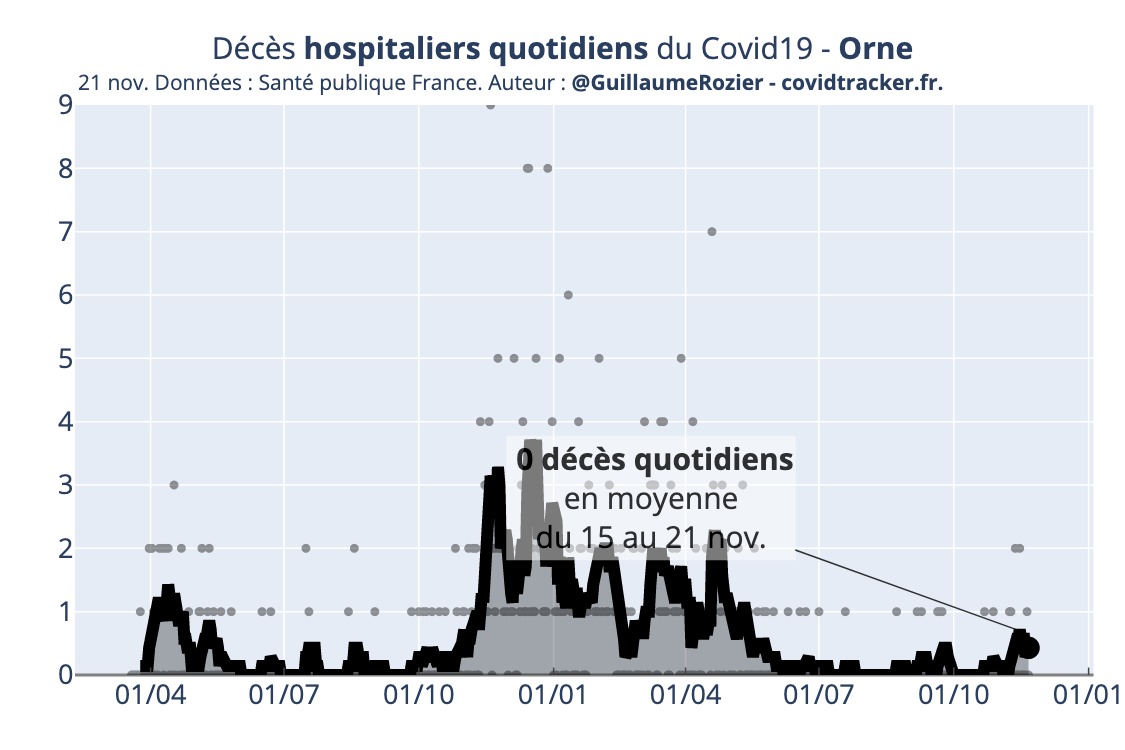 Décès hospitaliers quotidiens du Covid19 - Orne
21 nov. Données : Santé publique France. Auteur : @GuillaumeRozier - covidtracker.fr.
9
8
7
6
5
4
3
2
1
0
0 décès quotidiens
en moyenne
du 15 au 21 nov.
01/04 01/07 01/10 01/01 01/04 01/07 01/10 01/01